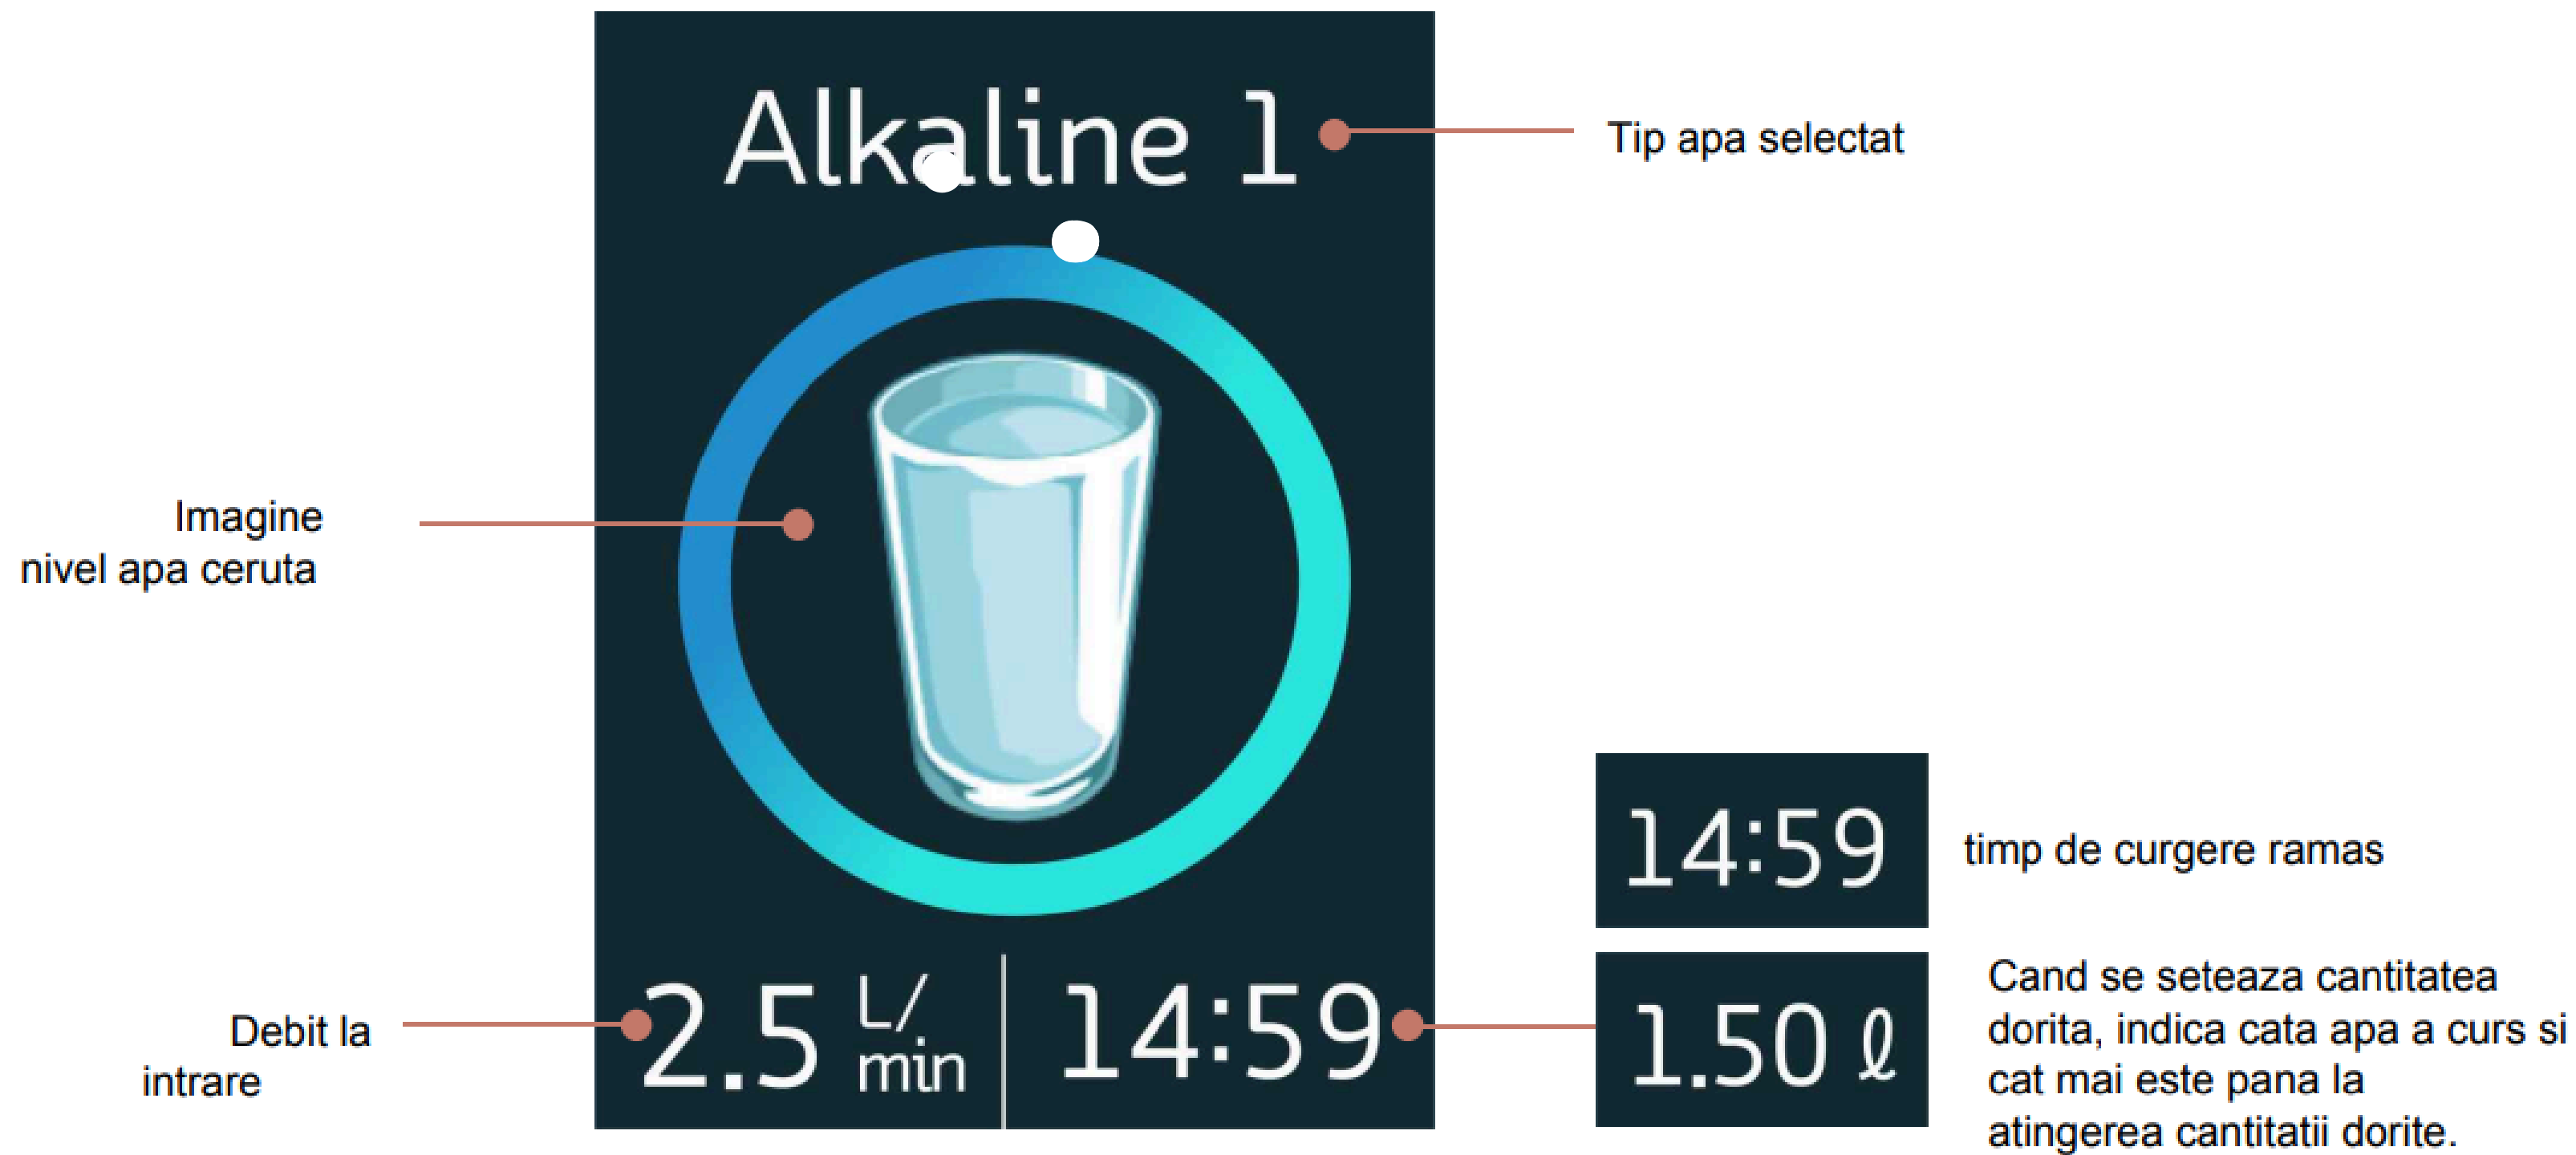 Alkaline 1
Tip apa selectat
Imagine
nivel apa ceruta
14:59
timp de curgere ramas
Debit la
intrare
2.5 L/
min
14:59
1.50 ℓ
Cand se seteaza cantitatea
dorita, indica cata apa a curs si
cat mai este pana la
atingerea cantitatii dorite.